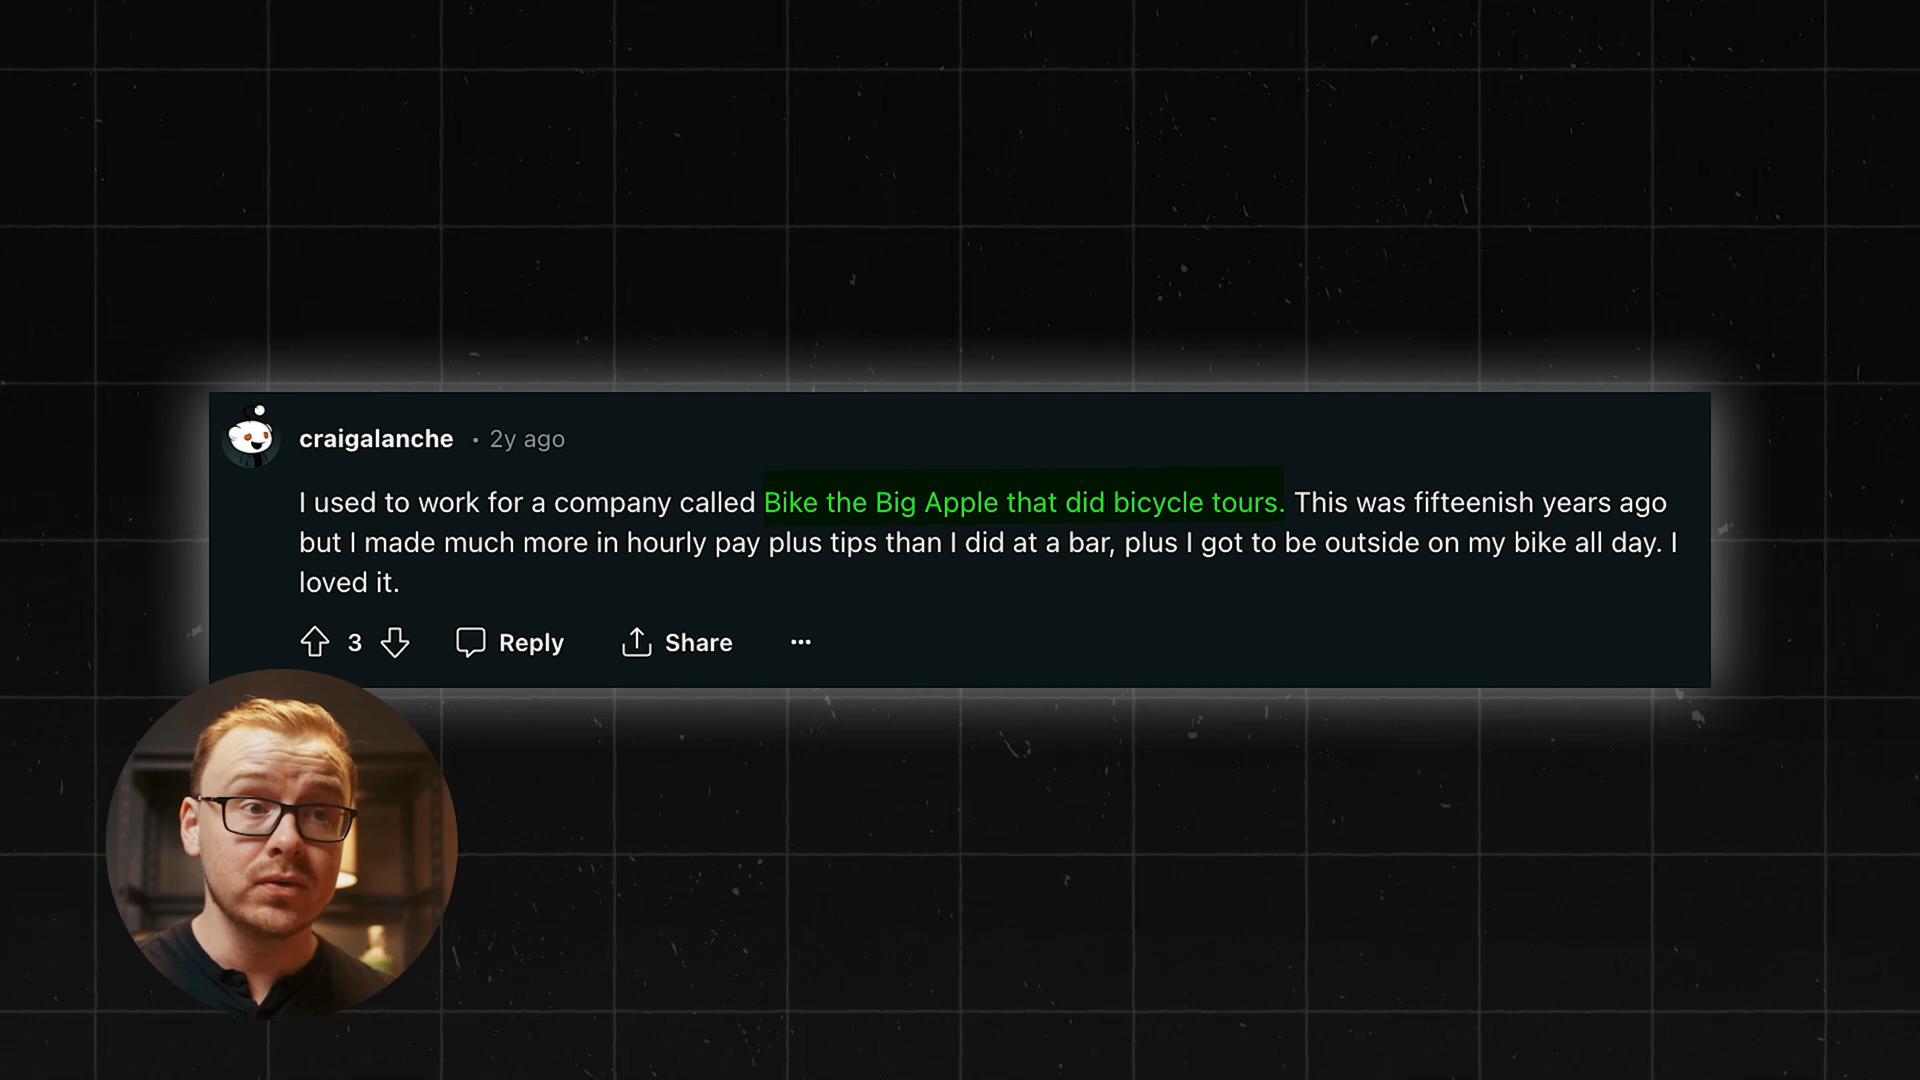 craigalanche • 2y ago
I used to work for a company called Bike the Big Apple that did bicycle tours. This was fifteenish years ago
but I made much more in hourly pay plus tips than I did at a bar, plus I got to be outside on my bike all day. I
loved it.
3 Reply Share ...